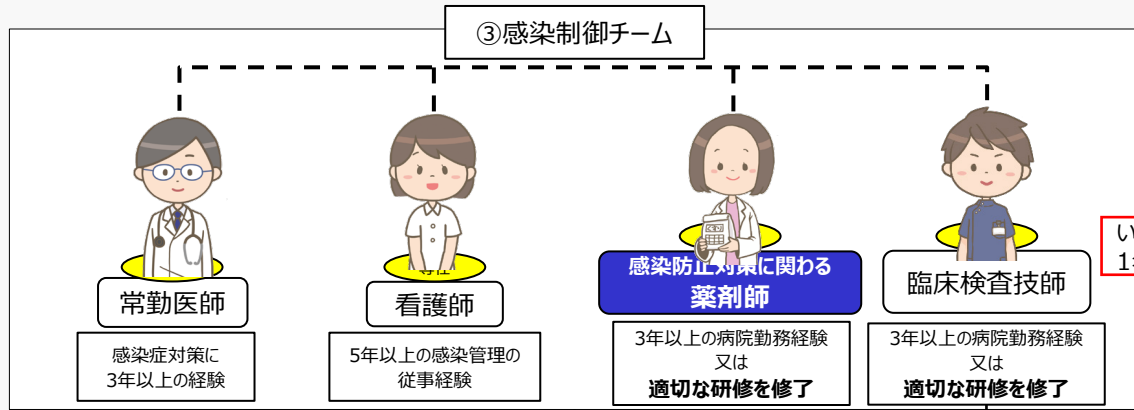 ③感染制御チーム
常勤医師
感染症対策に
3年以上の経験
看護師
5年以上の感染管理の
従事経験
感染防止対策に関わる
薬剤師
3年以上の病院勤務経験
又は
適切な研修を修了
臨床検査技師
3年以上の病院勤務経験
又は
適切な研修を修了
い
1